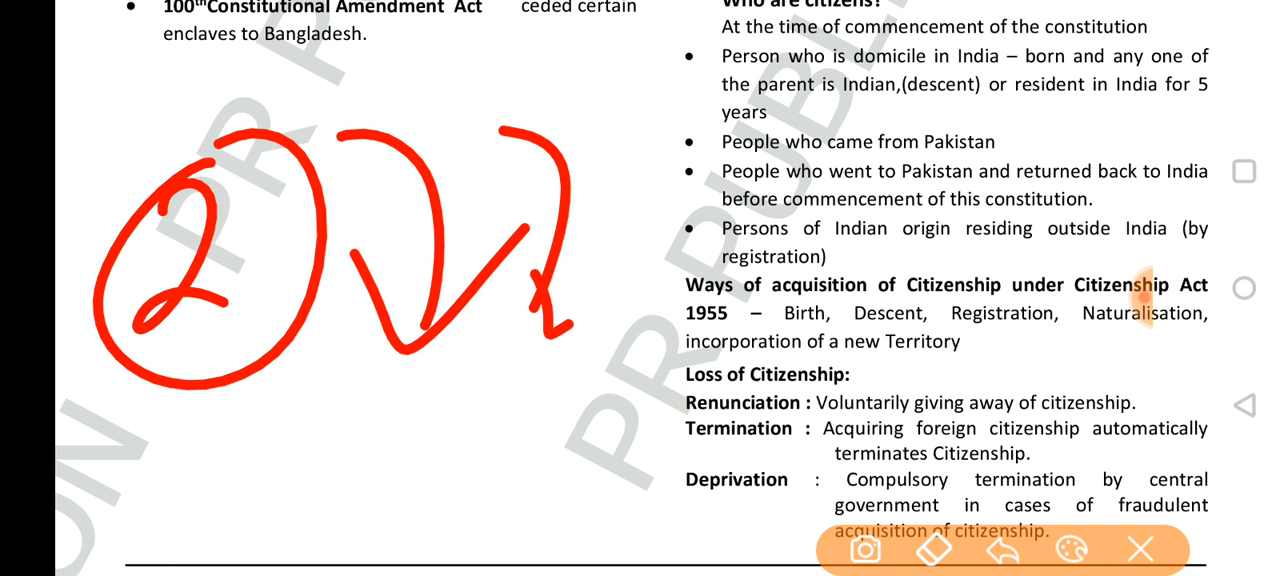 • 100thConstitutional Amendment Act ceded certain
enclaves to Bangladesh.
2
Who are citizens?
At the time of commencement of the constitution
• Person who is domicile in India – born and any one of
the parent is Indian,(descent) or resident in India for 5
years
• People who came from Pakistan
• People who went to Pakistan and returned back to India
before commencement of this constitution.
• Persons of Indian origin residing outside India (by
registration)
Ways of acquisition of Citizenship under Citizenship Act
1955 – Birth, Descent, Registration, Naturalisation,
incorporation of a new Territory
Loss of Citizenship:
Renunciation : Voluntarily giving away of citizenship.
Termination : Acquiring foreign citizenship automatically
terminates Citizenship.
Deprivation : Compulsory termination by central
government in cases of fraudulent
acquisition of citizenship.